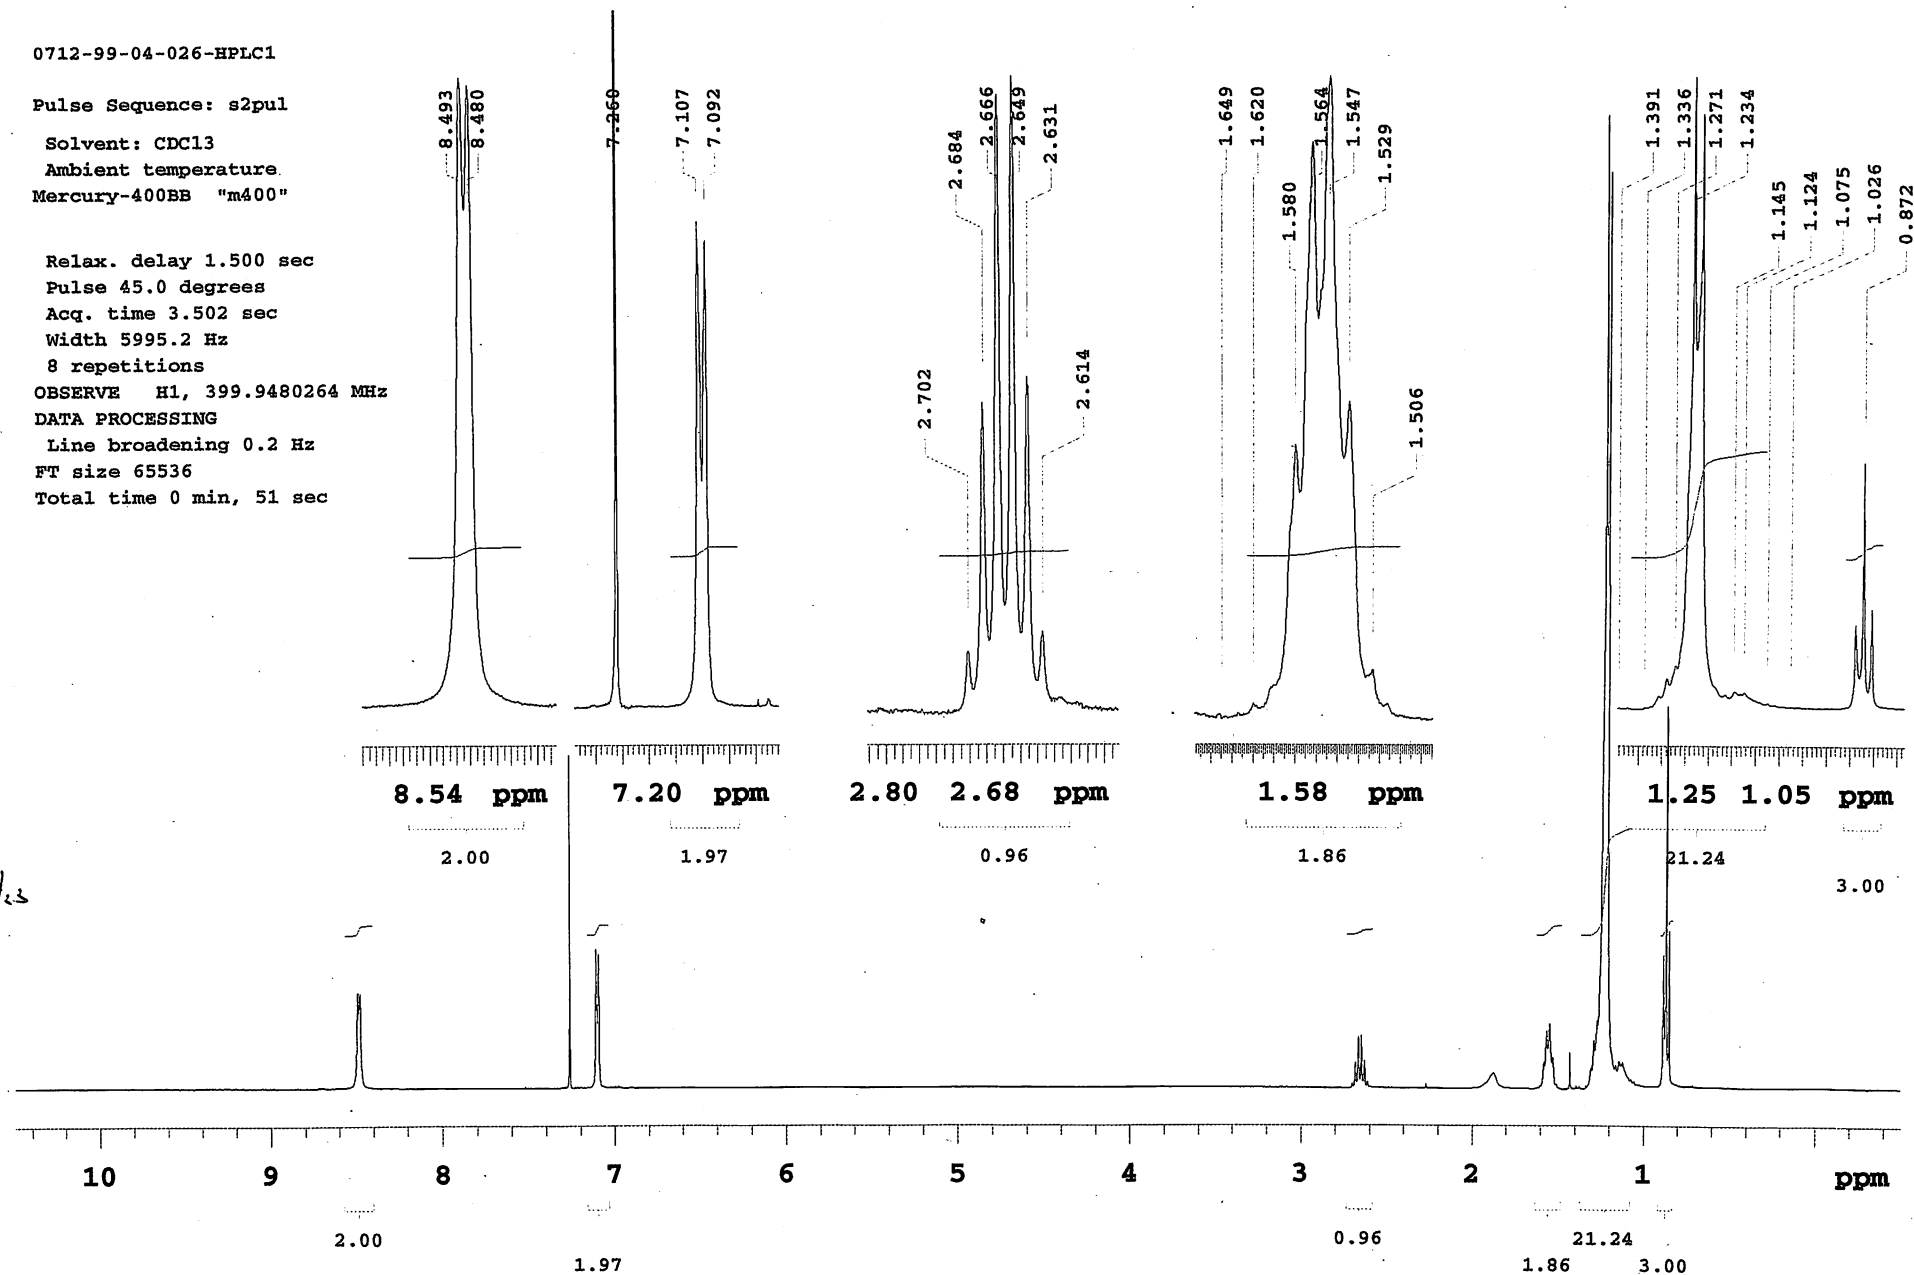 0712-99-04-026-HPLC1
Pulse Sequence: s2pul
Solvent: CDCl3
Ambient temperature
Mercury-400BB "m400"
Relax. delay 1.500 sec
Pulse 45.0 degrees
Acq. time 3.502 sec
Width 5995.2 Hz
8 repetitions
OBSERVE H1, 399.9480264 MHz
DATA PROCESSING
Line broadening 0.2 Hz
FT size 65536
Total time 0 min, 51 sec
8.493
8.480
7.260
7.107
7.092
2.702
2.684
2.666
2.649
2.631
2.614
1.649
1.620
1.580
1.564
1.547
1.529
1.506
1.391
1.336
1.271
1.234
1.145
1.124
1.075
1.026
0.872
8.54 ppm
7.20 ppm
2.80 2.68 ppm
1.58 ppm
1.25 1.05 ppm
2.00
1.97
0.96
1.86
21.24
3.00
10 9 8 7 6 5 4 3 2 1 ppm
2.00
1.97
0.96
1.86
21.24
3.00